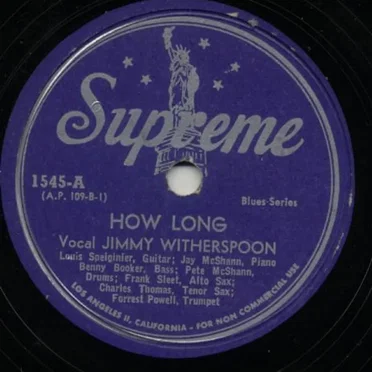 Supreme
1545-A
(A.P. 109-B-1)
Blues Series
HOW LONG
Vocal JIMMY WITHERSPOON
Louis Speiginier, Guitar; Jay McShann, Piano
Benny Booker, Bass; Pete McShann,
Drums; Frank Sleet, Alto Sax;
Charles Thomas, Tenor Sax;
Forrest Powell, Trumpet
LOS ANGELES 11, CALIFORNIA - FOR NON COMMERCIAL USE